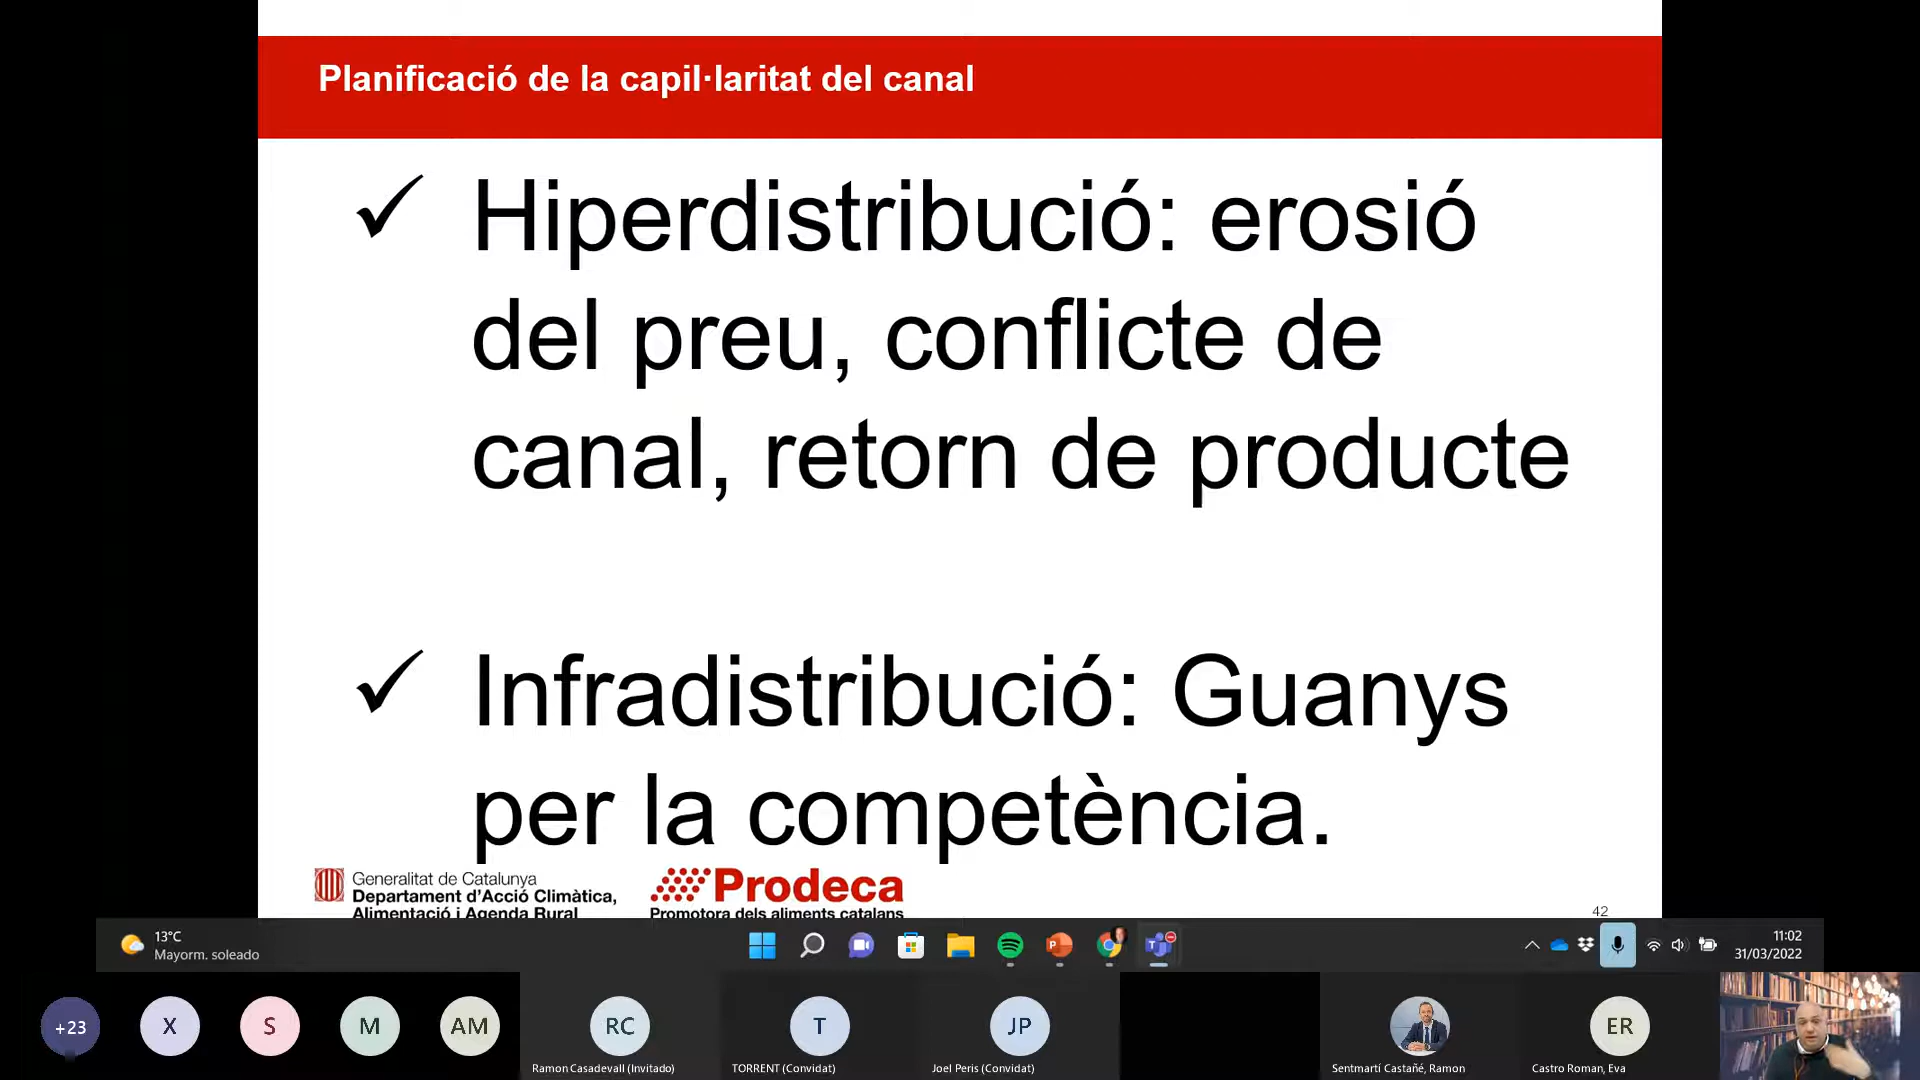 Planificació de la capil·laritat del canal
✓ Hiperdistribució: erosió
del preu, conflicte de
canal, retorn de producte
✓ Infradistribució: Guanys
per la competència.
Generalitat de Catalunya
Departament d'Acció Climàtica,
Alimentació i Agenda Rural
Prodeca
Promotora dels aliments catalans
42
13°C
Mayorm. soleado
11:02
31/03/2022
+23
X
S
M
AM
RC
T
JP
ER
Ramon Casadevall (Invitado)
TORRENT (Convidat)
Joel Peris (Convidat)
Sentmartí Castañé, Ramon
Castro Roman, Eva